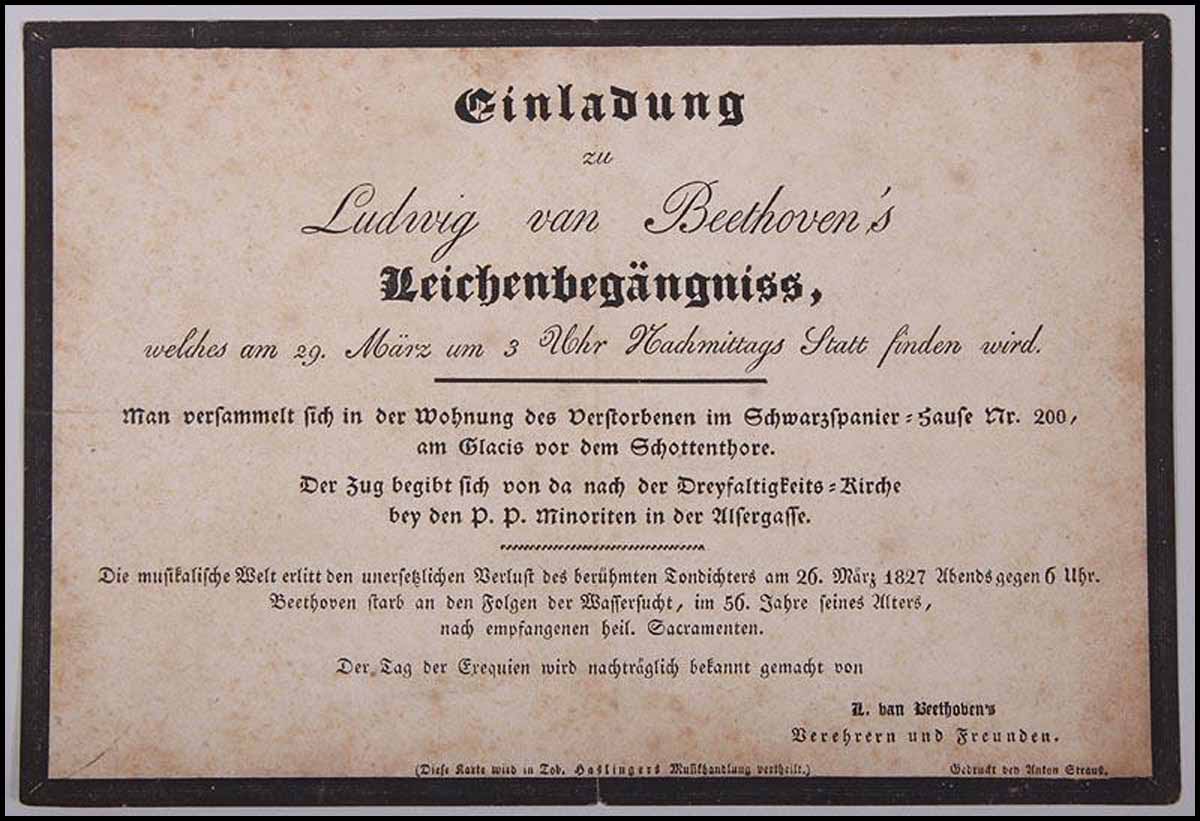 Einladung
zu
Ludwig van Beethoven's
Leichenbegängniss,
welches am 29. März um 3 Uhr Nachmittags Statt finden wird.
Man versammelt sich in der Wohnung des Verstorbenen im Schwarzspanier-Hause Nr. 200,
am Glacis vor dem Schottenthore.
Der Zug begibt sich von da nach der Dreyfaltigkeits-Kirche
bey den P. P. Minoriten in der Alsergasse.
Die musikalische Welt erlitt den unersetzlichen Verlust des berühmten Tondichters am 26. März 1827 Abends gegen 6 Uhr.
Beethoven starb an den Folgen der Wassersucht, im 56. Jahre seines Alters,
nach empfangenen heil. Sacramenten.
Der Tag der Exequien wird nachträglich bekannt gemacht von
L. van Beethoven's
Verehrern und Freunden.
(Diese Karte wird in Tob. Haslingers Musikhandlung vertheilt.)
Gedruckt bey Anton Strauß.